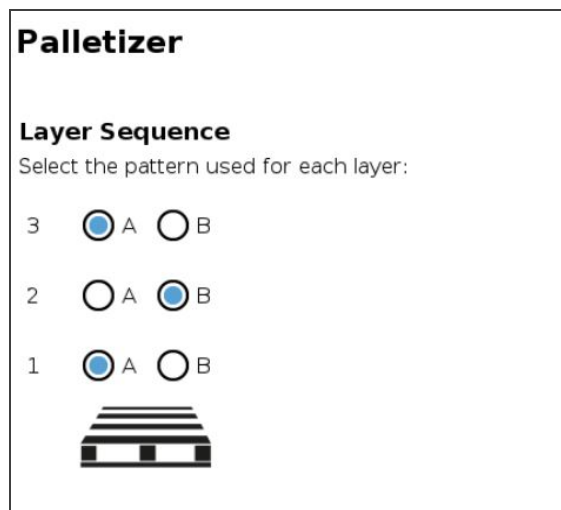 Palletizer
Layer Sequence
Select the pattern used for each layer:
3 A B
2 A B
1 A B